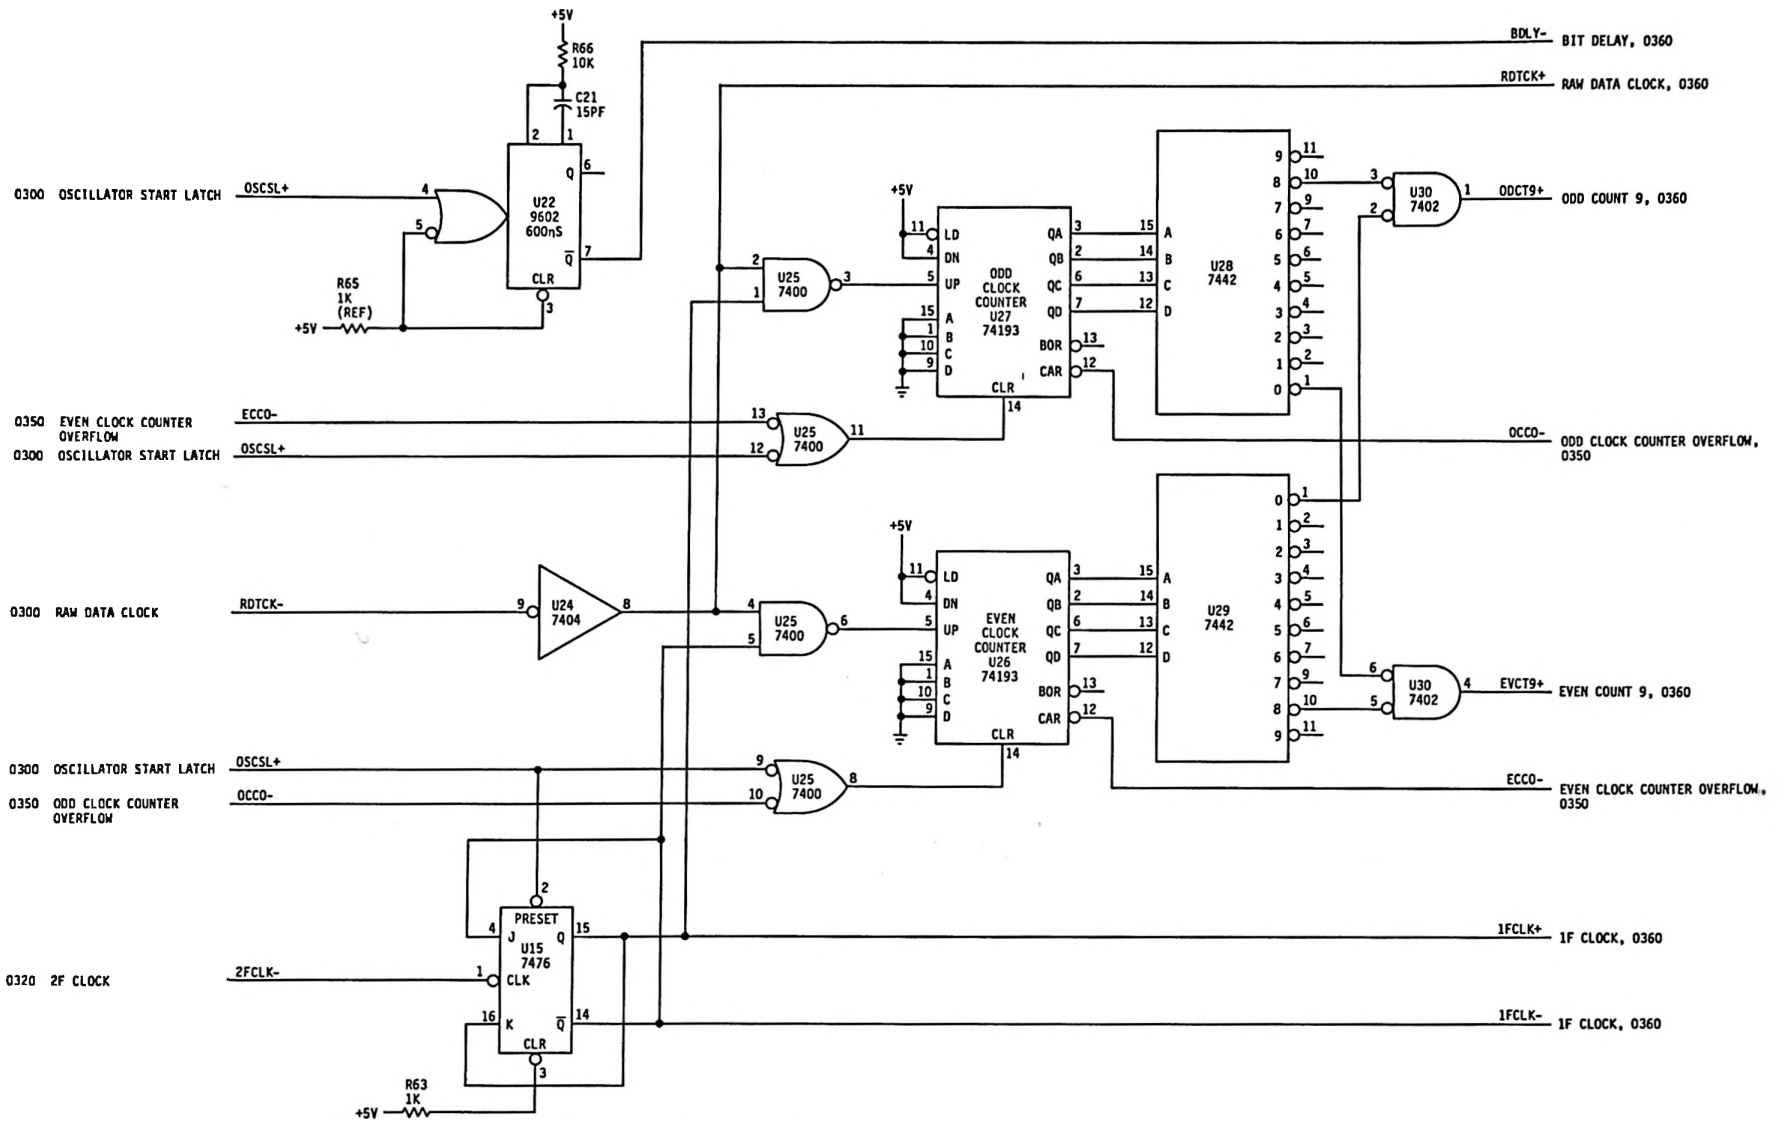 +5V
R66
10K
C21
15PF
2 1
Q 6
U22
9602
600nS
Q 7
CLR
3
0300 OSCILLATOR START LATCH OSCSL+ 4
5
R65
1K
(REF)
+5V
BDLY- BIT DELAY, 0360
RDTCK+ RAW DATA CLOCK, 0360
2
1
U25
7400
3
+5V
11 LD
4 DN
5 UP
15 A
1 B
10 C
9 D
ODD
CLOCK
COUNTER
U27
74193
QA 3
QB 2
QC 6
QD 7
BOR 13
CAR 12
CLR
14
15 A
14 B
13 C
12 D
U28
7442
9 11
8 10
7 9
6 7
5 6
4 5
3 4
2 3
1 2
0 1
3
2
U30
7402
1
ODCT9+ ODD COUNT 9, 0360
0350 EVEN CLOCK COUNTER
OVERFLOW
ECCO- 13
0300 OSCILLATOR START LATCH OSCSL+ 12
U25
7400
11
OCCO- ODD CLOCK COUNTER OVERFLOW,
0350
0300 RAW DATA CLOCK RDTCK- 9
U24
7404
8
4
5
U25
7400
6
+5V
11 LD
4 DN
5 UP
15 A
1 B
10 C
9 D
EVEN
CLOCK
COUNTER
U26
74193
QA 3
QB 2
QC 6
QD 7
BOR 13
CAR 12
CLR
14
15 A
14 B
13 C
12 D
U29
7442
0 1
1 2
2 3
3 4
4 5
5 6
6 7
7 9
8 10
9 11
6
5
U30
7402
4
EVCT9+ EVEN COUNT 9, 0360
0300 OSCILLATOR START LATCH OSCSL+ 9
0350 ODD CLOCK COUNTER
OVERFLOW
OCCO- 10
U25
7400
8
ECCO- EVEN CLOCK COUNTER OVERFLOW,
0350
2
PRESET
4 J
Q 15
U15
7476
0320 2F CLOCK 2FCLK- 1 CLK
16 K
Q 14
CLR
3
R63
1K
+5V
1FCLK+ 1F CLOCK, 0360
1FCLK- 1F CLOCK, 0360